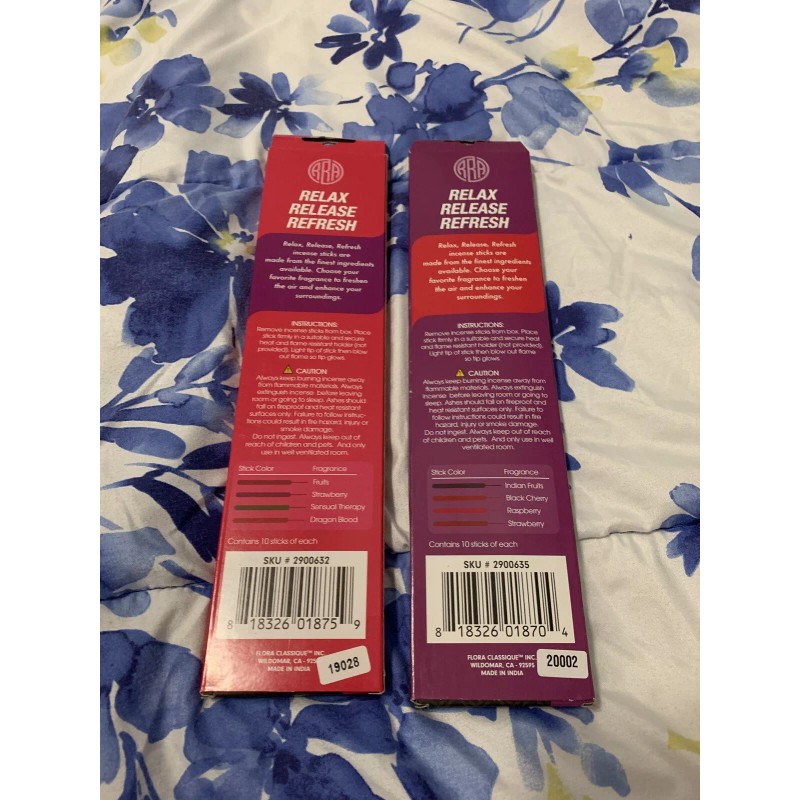 RRA
RELAX
RELEASE
REFRESH
Relax, Release, Refresh
incense sticks are
made from the finest ingredients
available. Choose your
favorite fragrance to freshen
the air and enhance your
surroundings.
INSTRUCTIONS:
Remove incense sticks from box. Place
stick firmly in a suitable and secure
heat and flame resistant holder (not
provided). Light tip of stick then blow
out flame so tip glows.
CAUTION
Always keep burning incense away
from flammable materials. Always
extinguish incense before leaving
room or going to sleep. Ashes should
fall on fireproof and heat resistant
surfaces only. Failure to follow instruc-
tions could result in fire hazard, injury or
smoke damage.
Do not ingest. Always keep out of
reach of children and pets. And only
use in well ventilated room.
Stick Color Fragrance
Fruits
Strawberry
Sensual Therapy
Dragon Blood
Contains 10 sticks of each
SKU # 2900632
8 18326 01875 9
FLORA CLASSIQUE™ INC.
WILDOMAR, CA - 925
MADE IN INDIA
19028
RRA
RELAX
RELEASE
REFRESH
Relax, Release, Refresh
incense sticks are
made from the finest ingredients
available. Choose your
favorite fragrance to freshen
the air and enhance your
surroundings.
INSTRUCTIONS:
Remove incense sticks from box. Place
stick firmly in a suitable and secure
heat and flame resistant holder (not
provided). Light tip of stick then blow out flame
so tip glows.
CAUTION
Always keep burning incense away from
flammable materials. Always extinguish
incense before leaving room or going to
sleep. Ashes should fall on fireproof and
heat resistant surfaces only. Failure to
follow instructions could result in fire
hazard, injury or smoke damage.
Do not ingest. Always keep out of reach
of children and pets. And only use in well
ventilated room.
Stick Color Fragrance
Indian Fruits
Black Cherry
Raspberry
Strawberry
Contains 10 sticks of each
SKU # 2900635
8 18326 01870 4
FLORA CLASSIQUE™ INC.
WILDOMAR, CA - 92595
MADE IN INDIA
20002